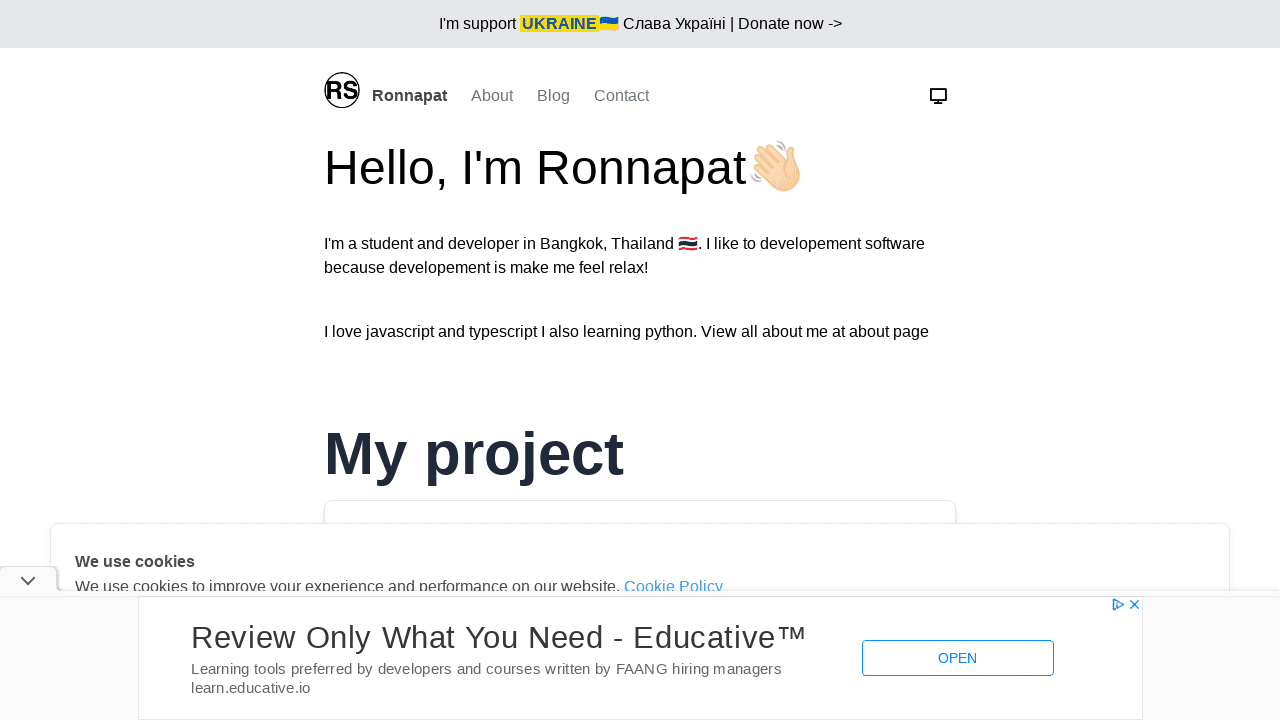 I'm support UKRAINE🇺🇦 Слава Україні | Donate now ->
RS Ronnapat About Blog Contact
Hello, I'm Ronnapat👋🏻
I'm a student and developer in Bangkok, Thailand 🇹🇭. I like to developement software
because developement is make me feel relax!
I love javascript and typescript I also learning python. View all about me at about page
My project
We use cookies
We use cookies to improve your experience and performance on our website. Cookie Policy
Review Only What You Need - Educative™
Learning tools preferred by developers and courses written by FAANG hiring managers
learn.educative.io
OPEN